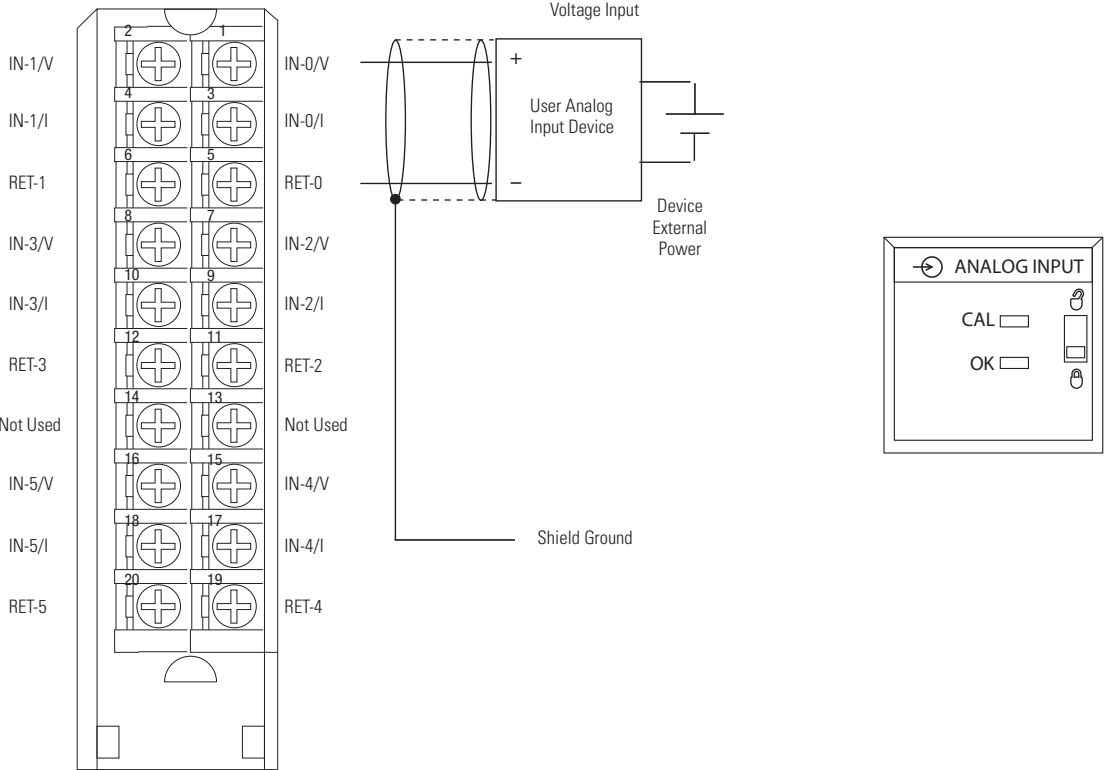 Voltage Input
2 1
IN-1/V IN-0/V
+
4 3
IN-1/I IN-0/I
User Analog
Input Device
6 5
RET-1 RET-0
−
Device
External
Power
8 7
IN-3/V IN-2/V
10 9
IN-3/I IN-2/I
12 11
RET-3 RET-2
14 13
Not Used Not Used
16 15
IN-5/V IN-4/V
18 17
IN-5/I IN-4/I
Shield Ground
20 19
RET-5 RET-4
ANALOG INPUT
CAL
OK